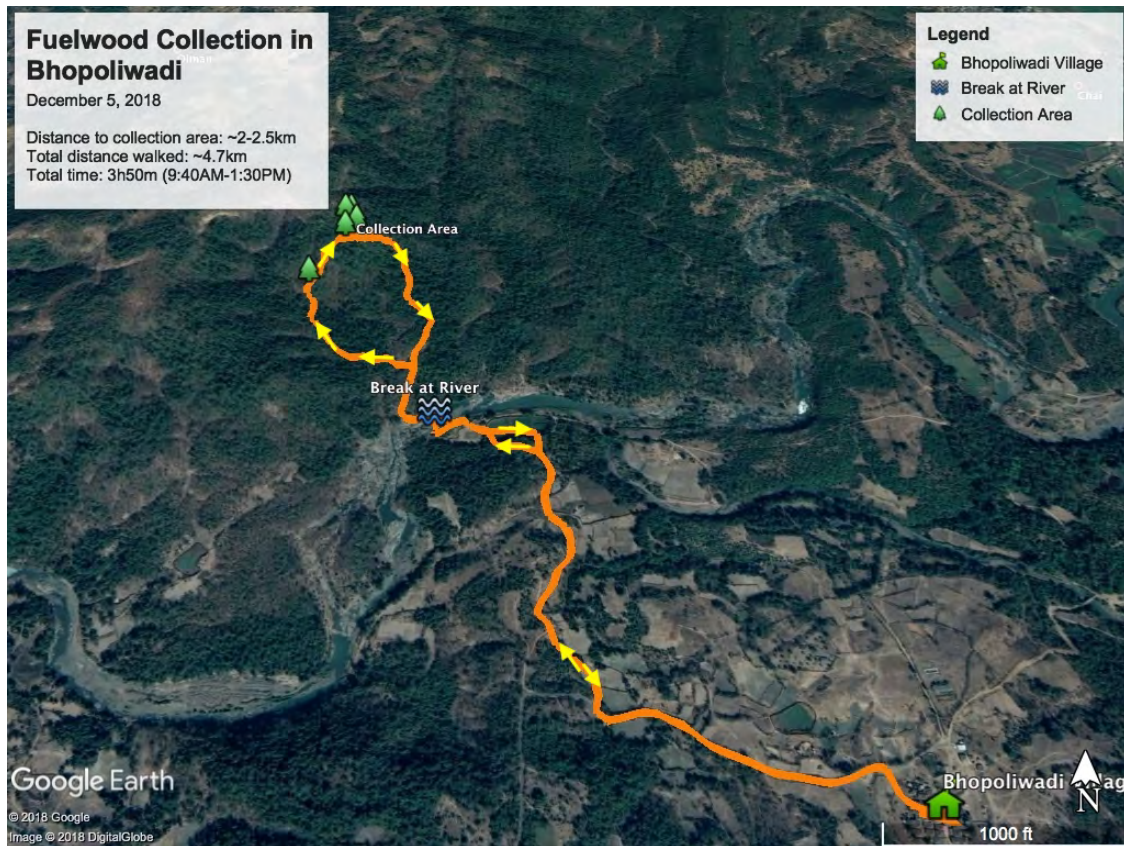 Fuelwood Collection in
Bhopoliwadi
December 5, 2018
Distance to collection area: ~2-2.5km
Total distance walked: ~4.7km
Total time: 3h50m (9:40AM-1:30PM)
Legend
Bhopoliwadi Village
Break at River
Collection Area
Chai
Collection Area
Break at River
Bhopoliwadi
N
1000 ft
Google Earth
© 2018 Google
Image © 2018 DigitalGlobe